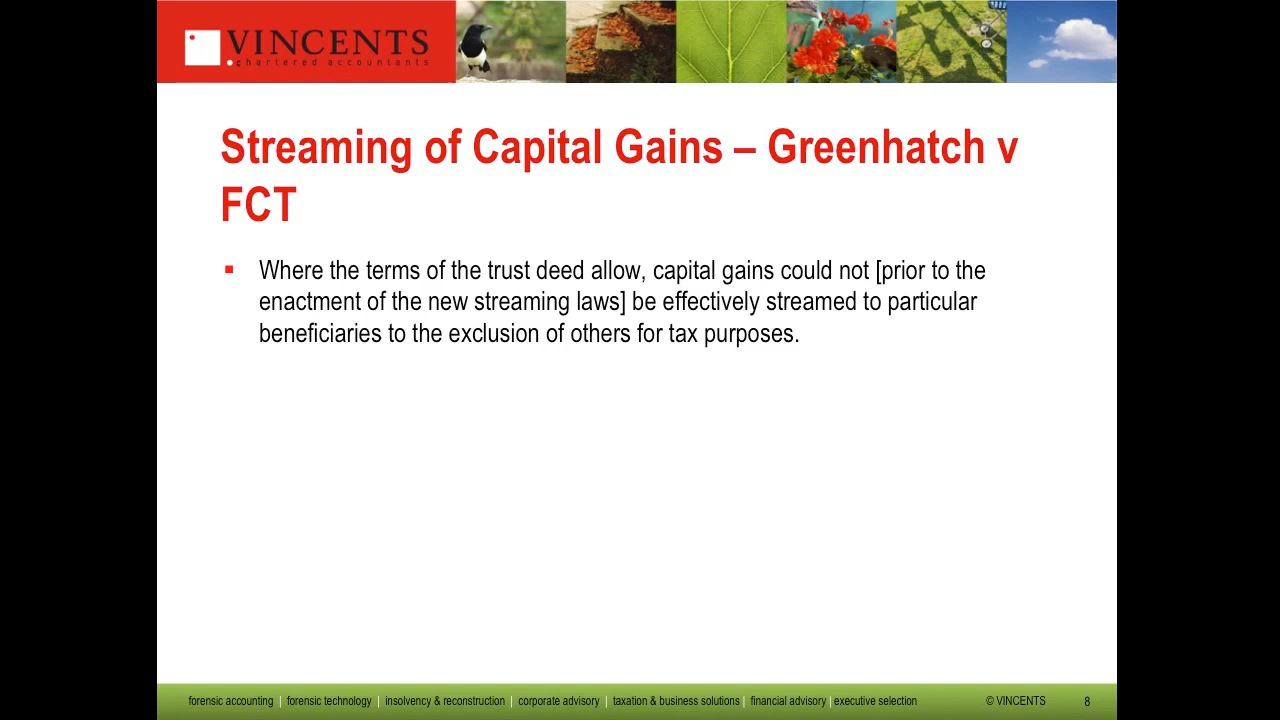 VINCENTS
chartered accountants
Streaming of Capital Gains – Greenhatch v
FCT
Where the terms of the trust deed allow, capital gains could not [prior to the
enactment of the new streaming laws] be effectively streamed to particular
beneficiaries to the exclusion of others for tax purposes.
forensic accounting | forensic technology | insolvency & reconstruction | corporate advisory | taxation & business solutions | financial advisory | executive selection © VINCENTS 8